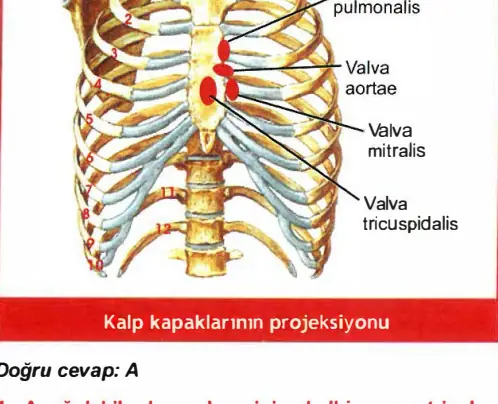 pulmonalis
2
3
Valva
aortae
4
5
Valva
mitralis
6
7
11
Valva
tricuspidalis
8
12
9
10
Kalp kapaklarının projeksiyonu
Doğru cevap: A